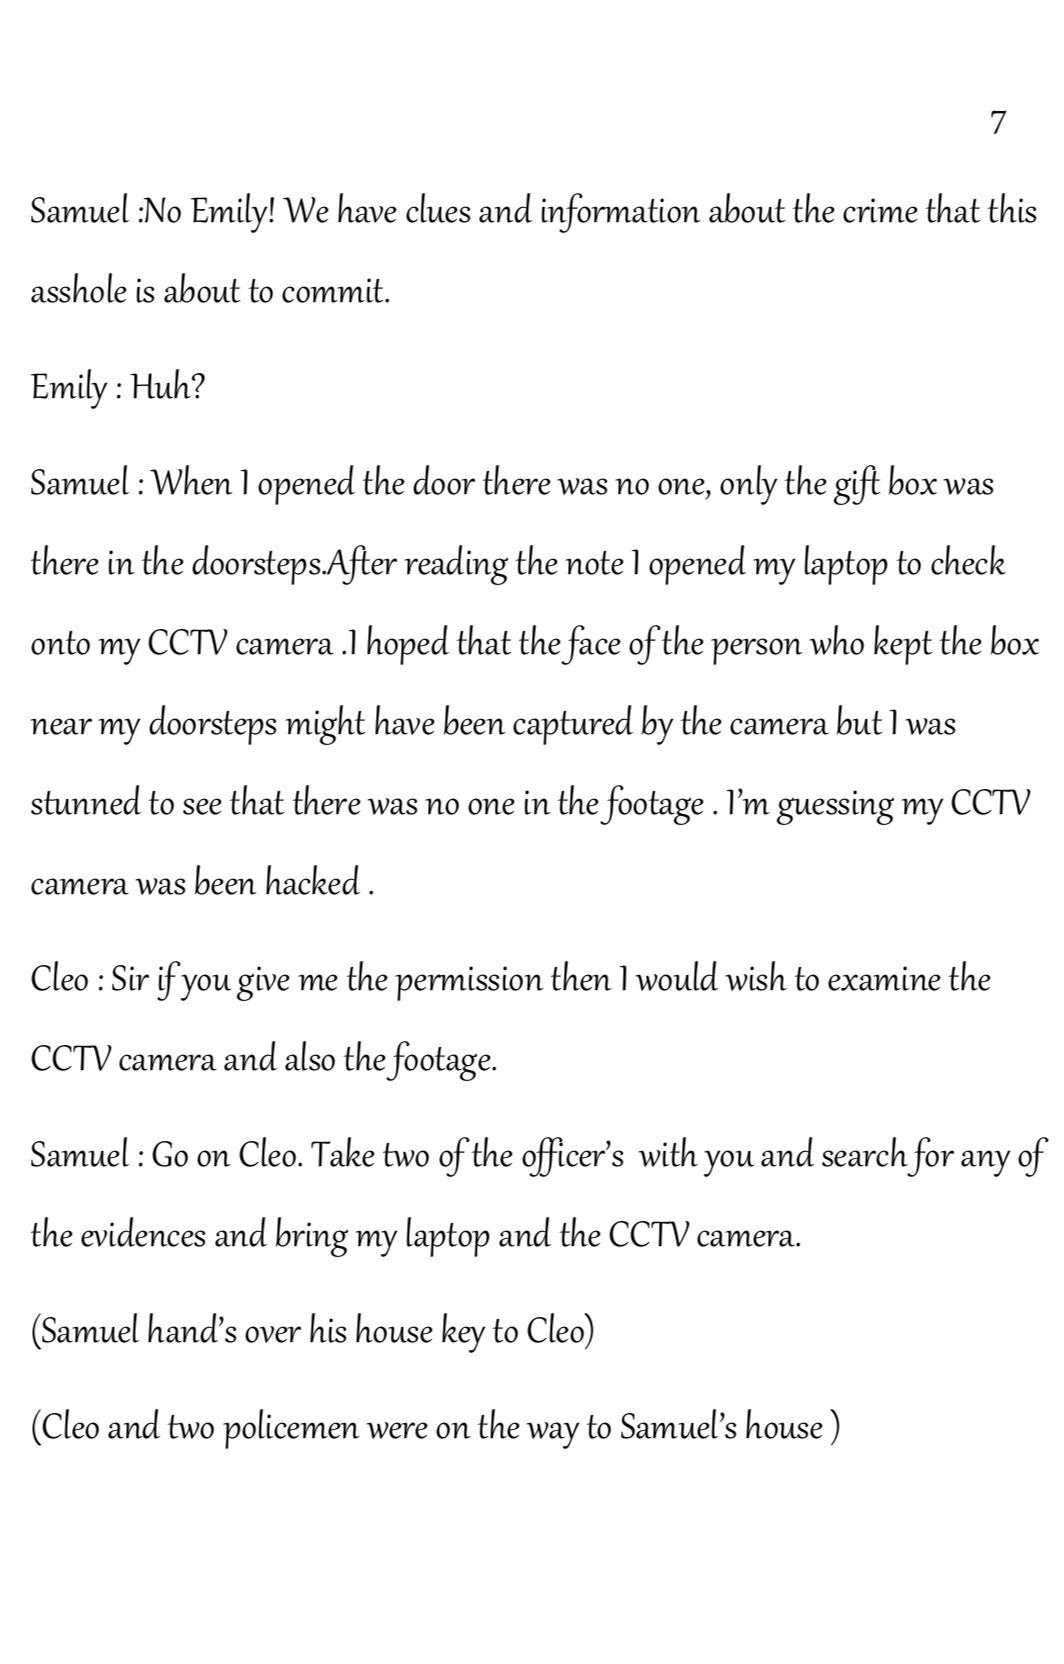 7
Samuel :No Emily! We have clues and information about the crime that this
asshole is about to commit.
Emily : Huh?
Samuel : When I opened the door there was no one, only the gift box was
there in the doorsteps.After reading the note I opened my laptop to check
onto my CCTV camera .I hoped that the face of the person who kept the box
near my doorsteps might have been captured by the camera but I was
stunned to see that there was no one in the footage . I’m guessing my CCTV
camera was been hacked .
Cleo : Sir if you give me the permission then I would wish to examine the
CCTV camera and also the footage.
Samuel : Go on Cleo. Take two of the officer’s with you and search for any of
the evidences and bring my laptop and the CCTV camera.
(Samuel hand’s over his house key to Cleo)
(Cleo and two policemen were on the way to Samuel’s house )